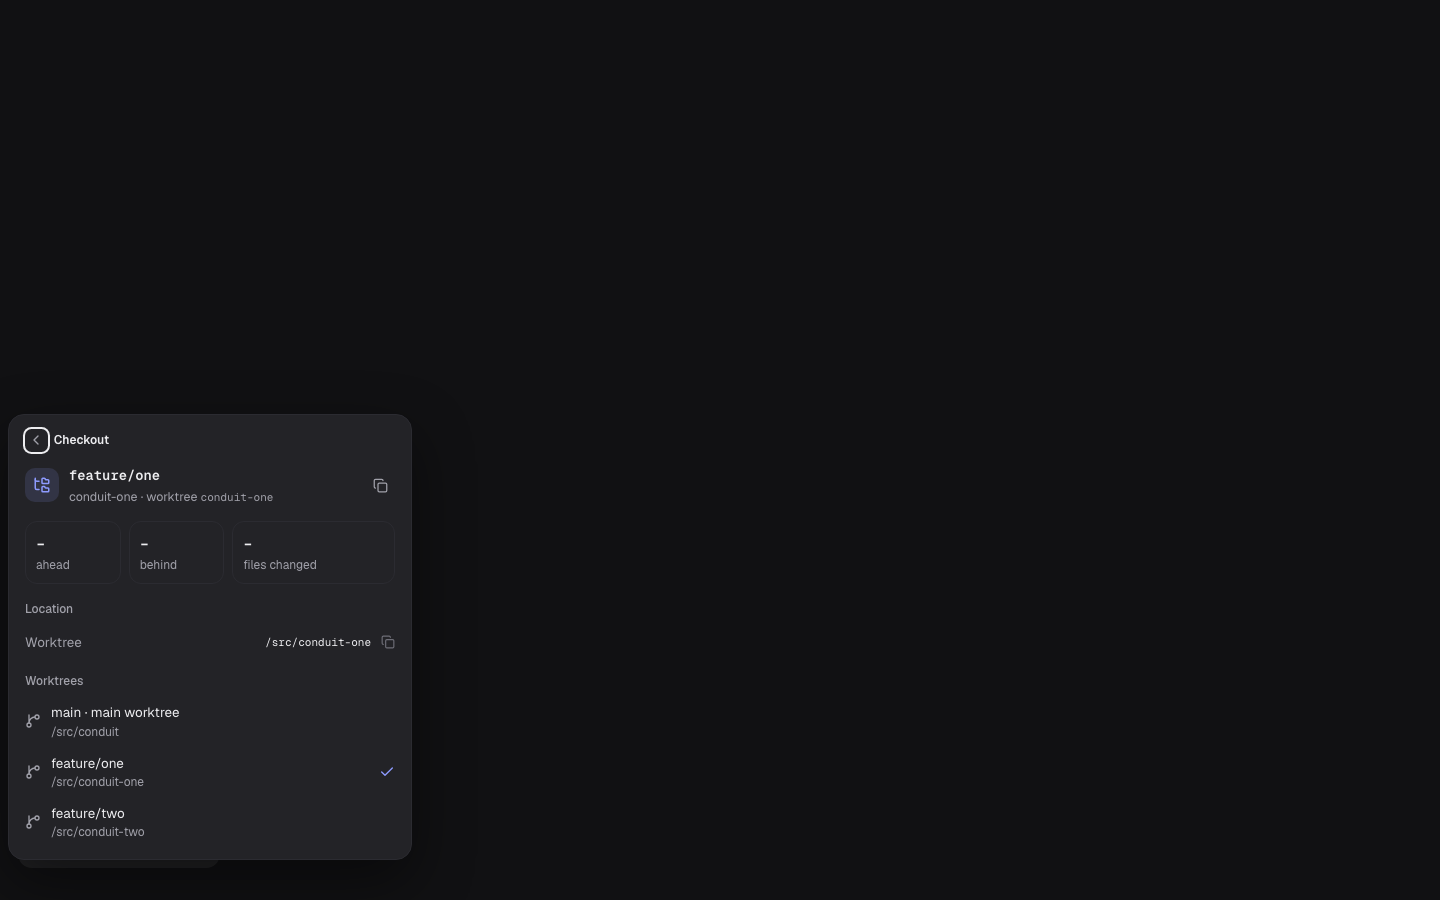 Checkout
feature/one
conduit-one · worktree conduit-one
–
ahead
–
behind
–
files changed
Location
Worktree
/src/conduit-one
Worktrees
main · main worktree
/src/conduit
feature/one
/src/conduit-one
feature/two
/src/conduit-two